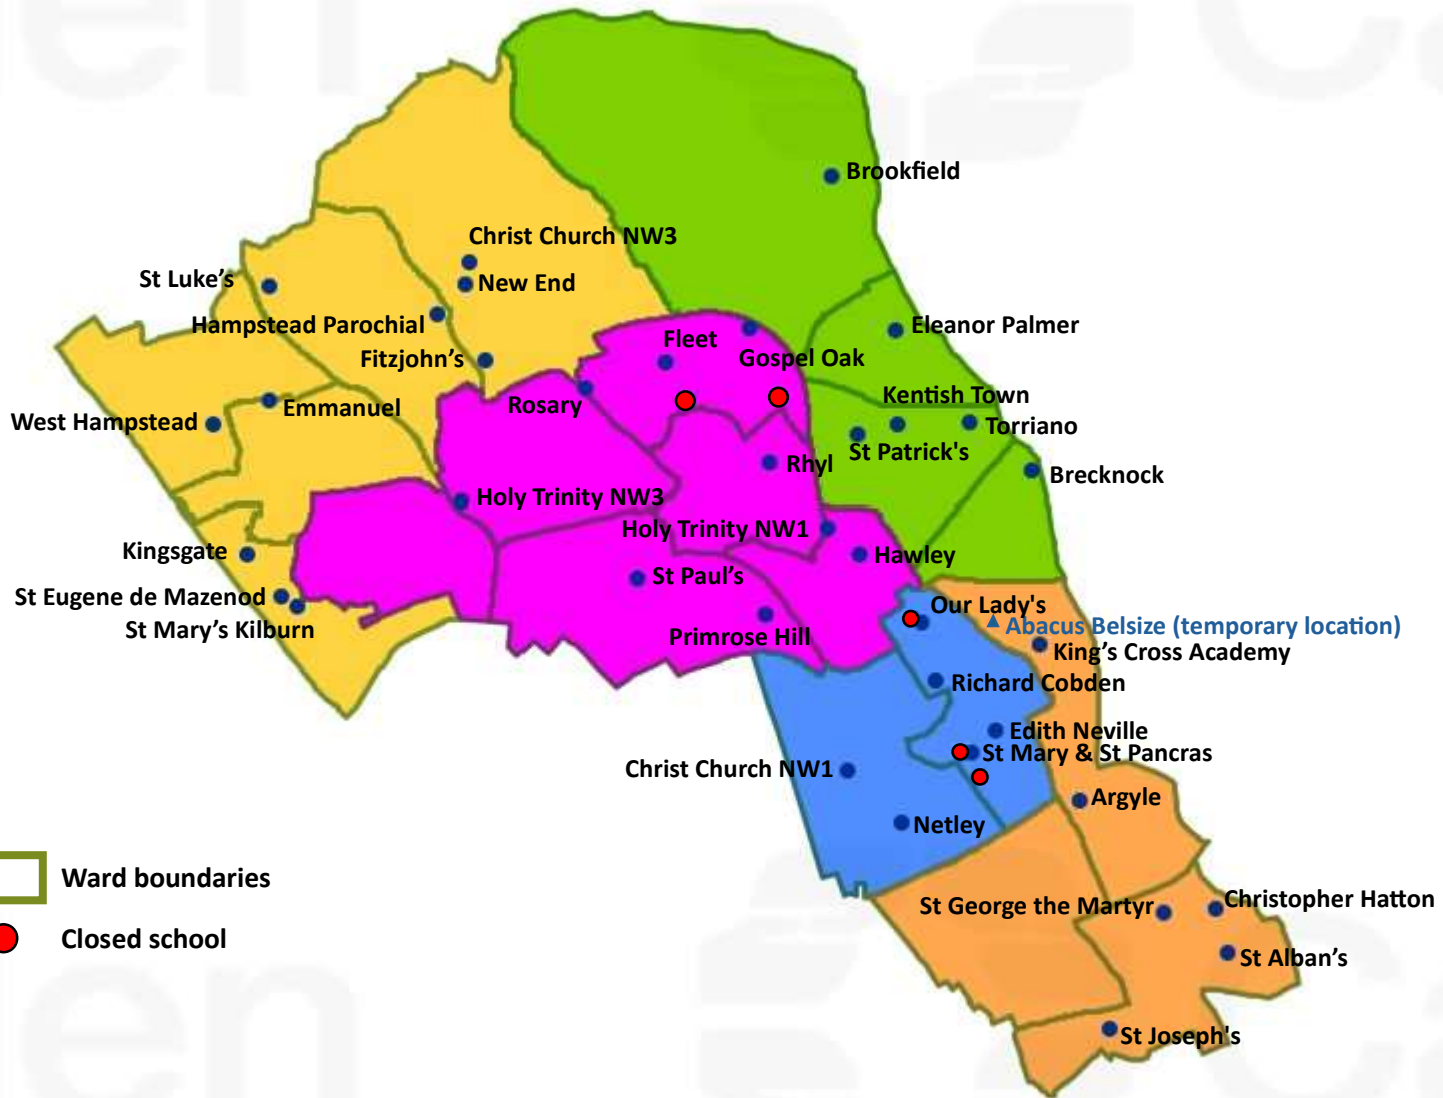 Brookfield
Christ Church NW3
St Luke’s
New End
Hampstead Parochial
Eleanor Palmer
Fleet
Gospel Oak
Fitzjohn’s
Kentish Town
Rosary
Emmanuel
West Hampstead
Torriano
St Patrick's
Rhyl
Brecknock
Holy Trinity NW3
Holy Trinity NW1
Kingsgate
Hawley
St Paul’s
St Eugene de Mazenod
Our Lady's
Abacus Belsize (temporary location)
St Mary’s Kilburn
Primrose Hill
King’s Cross Academy
Richard Cobden
Edith Neville
St Mary & St Pancras
Christ Church NW1
Argyle
Netley
Ward boundaries
St George the Martyr
Christopher Hatton
Closed school
St Alban’s
St Joseph's